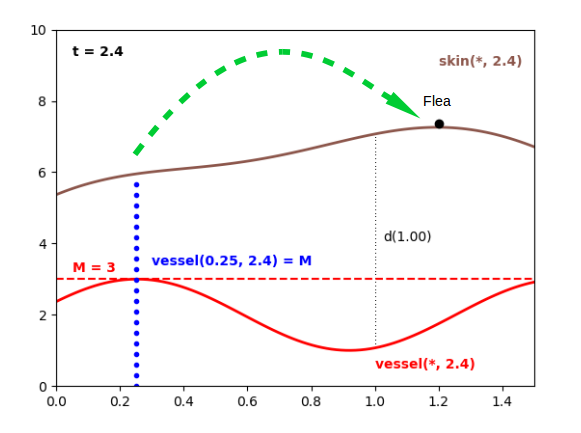 10
t = 2.4
skin(*, 2.4)
8
Flea
6
d(1.00)
4
vessel(0.25, 2.4) = M
M = 3
2
vessel(*, 2.4)
0
0.0 0.2 0.4 0.6 0.8 1.0 1.2 1.4